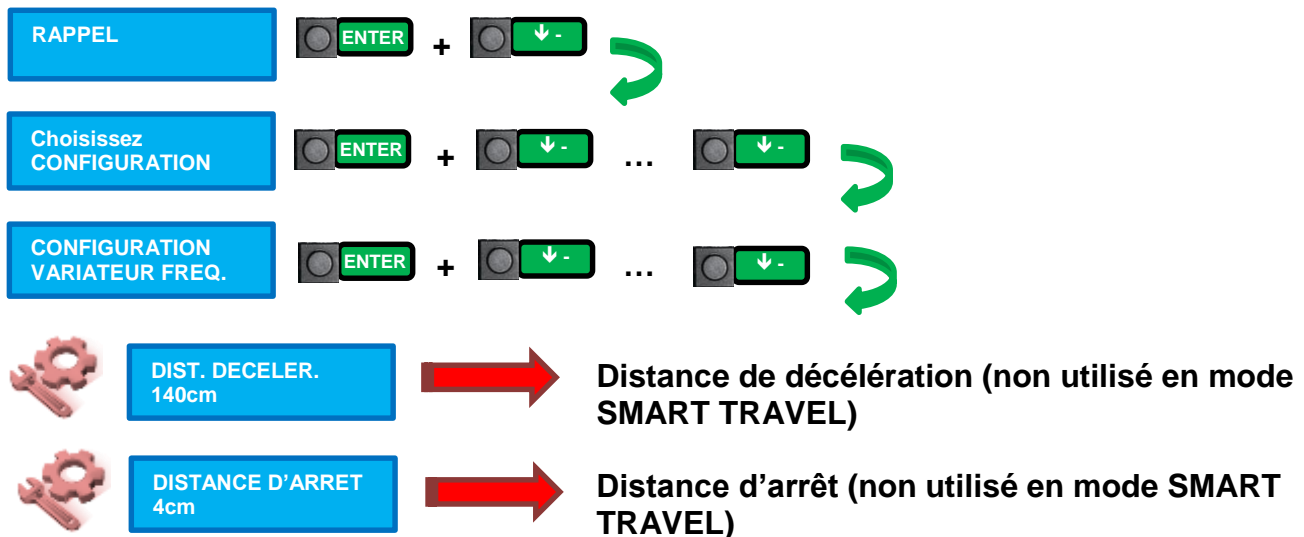 RAPPEL ENTER + ↓ -
Choisissez
CONFIGURATION ENTER + ↓ - … ↓ -
CONFIGURATION
VARIATEUR FREQ. ENTER + ↓ - … ↓ -
DIST. DECELER.
140cm
Distance de décélération (non utilisé en mode
SMART TRAVEL)
DISTANCE D’ARRET
4cm
Distance d’arrêt (non utilisé en mode SMART
TRAVEL)